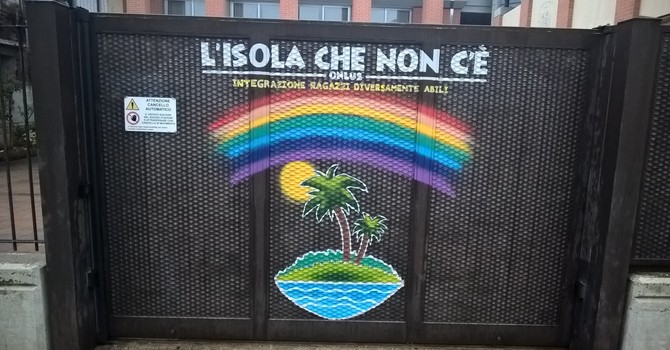 L'ISOLA CHE NON C'È
ONLUS
INTEGRAZIONE RAGAZZI DIVERSAMENTE ABILI
ATTENZIONE
CANCELLO
AUTOMATICO